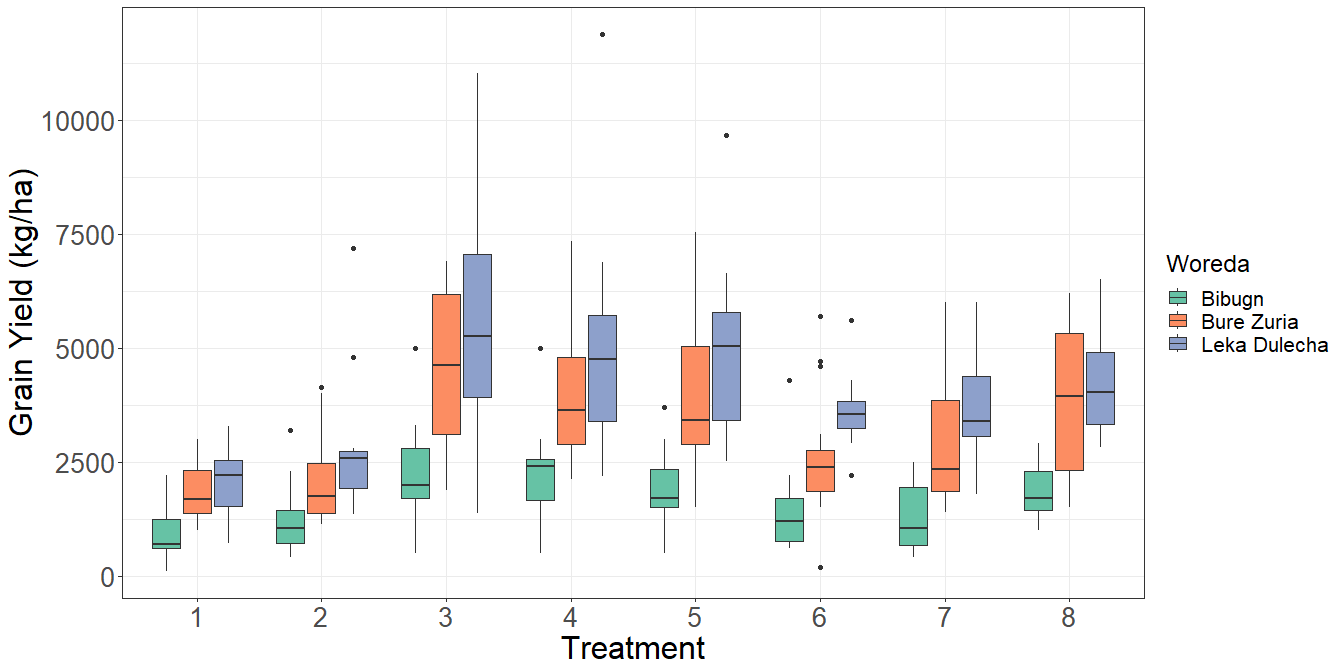 Grain Yield (kg/ha)
10000
7500
5000
2500
0
1 2 3 4 5 6 7 8
Treatment
Woreda
Bibugn
Bure Zuria
Leka Dulecha